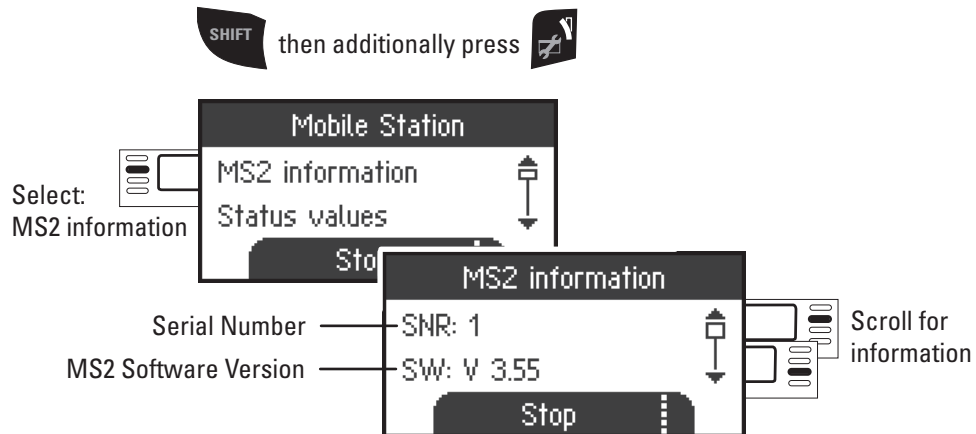 SHIFT
then additionally press
Mobile Station
MS2 information
Status values
Select:
MS2 information
MS2 information
SNR: 1
SW: V 3.55
Stop
Serial Number
MS2 Software Version
Scroll for
information